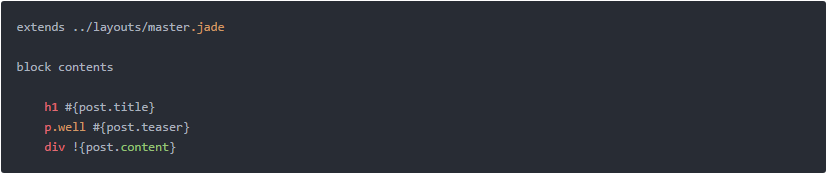 extends ../layouts/master.jade
block contents
h1 #{post.title}
p.well #{post.teaser}
div !{post.content}